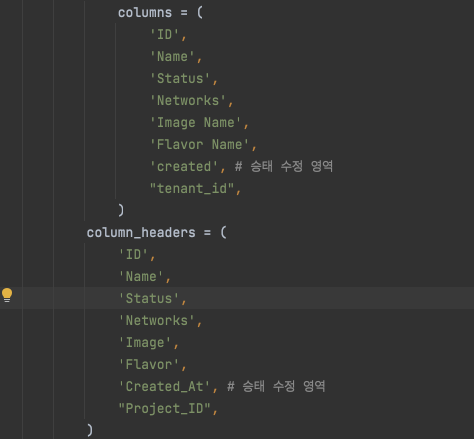 columns = (
'ID',
'Name',
'Status',
'Networks',
'Image Name',
'Flavor Name',
'created', # 승태 수정 영역
"tenant_id",
)
column_headers = (
'ID',
'Name',
'Status',
'Networks',
'Image',
'Flavor',
'Created_At', # 승태 수정 영역
"Project_ID",
)